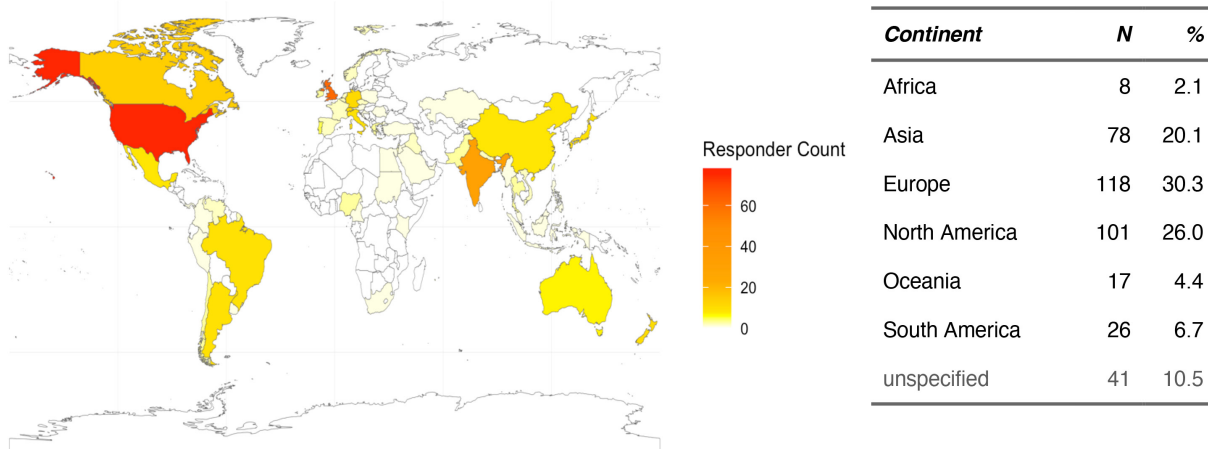 Responder Count
60
40
20
0
Continent N %
Africa 8 2.1
Asia 78 20.1
Europe 118 30.3
North America 101 26.0
Oceania 17 4.4
South America 26 6.7
unspecified 41 10.5